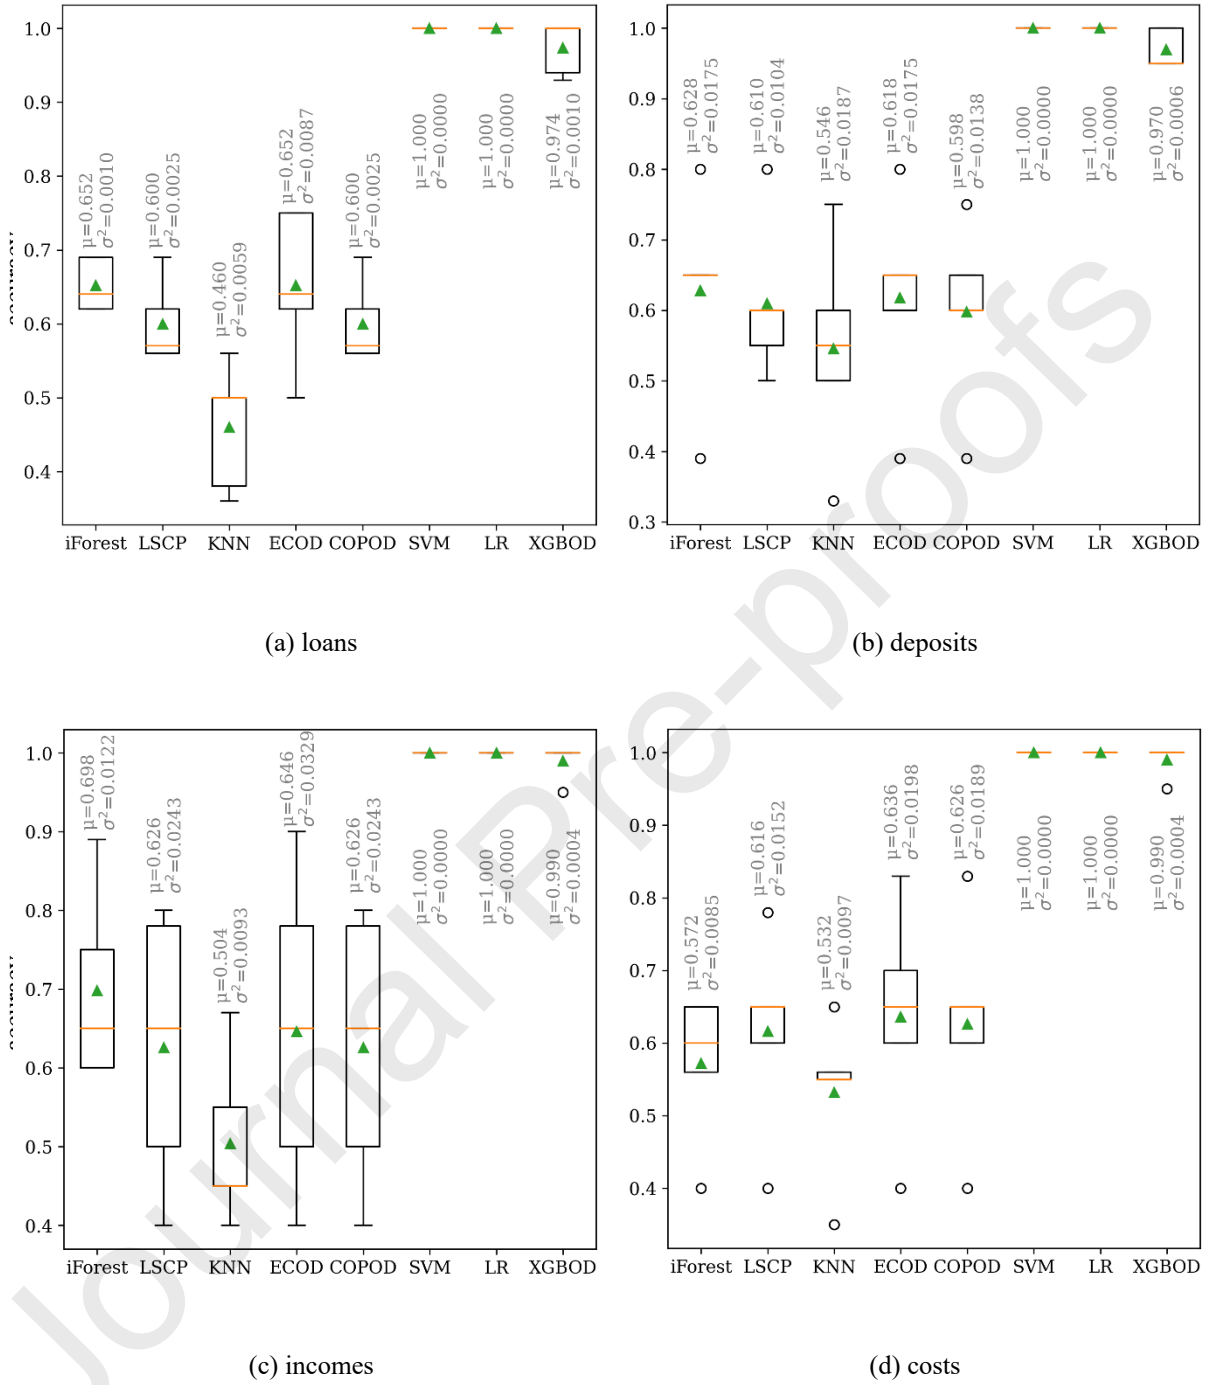 1.0
0.9
0.8
0.7
0.6
0.5
0.4
accuracy
μ=0.652
σ²=0.0010
μ=0.600
σ²=0.0025
μ=0.460
σ²=0.0059
μ=0.652
σ²=0.0087
μ=0.600
σ²=0.0025
μ=1.000
σ²=0.0000
μ=1.000
σ²=0.0000
μ=0.974
σ²=0.0010
iForest LSCP KNN ECOD COPOD SVM LR XGBOD
(a) loans
1.0
0.9
0.8
0.7
0.6
0.5
0.4
0.3
μ=0.628
σ²=0.0175
μ=0.610
σ²=0.0104
μ=0.546
σ²=0.0187
μ=0.618
σ²=0.0175
μ=0.598
σ²=0.0138
μ=1.000
σ²=0.0000
μ=1.000
σ²=0.0000
μ=0.970
σ²=0.0006
iForest LSCP KNN ECOD COPOD SVM LR XGBOD
(b) deposits
1.0
0.9
0.8
0.7
0.6
0.5
0.4
accuracy
μ=0.698
σ²=0.0122
μ=0.626
σ²=0.0243
μ=0.504
σ²=0.0093
μ=0.646
σ²=0.0329
μ=0.626
σ²=0.0243
μ=1.000
σ²=0.0000
μ=1.000
σ²=0.0000
μ=0.990
σ²=0.0004
iForest LSCP KNN ECOD COPOD SVM LR XGBOD
(c) incomes
1.0
0.9
0.8
0.7
0.6
0.5
0.4
μ=0.572
σ²=0.0085
μ=0.616
σ²=0.0152
μ=0.532
σ²=0.0097
μ=0.636
σ²=0.0198
μ=0.626
σ²=0.0189
μ=1.000
σ²=0.0000
μ=1.000
σ²=0.0000
μ=0.990
σ²=0.0004
iForest LSCP KNN ECOD COPOD SVM LR XGBOD
(d) costs
Journal Pre-proofs